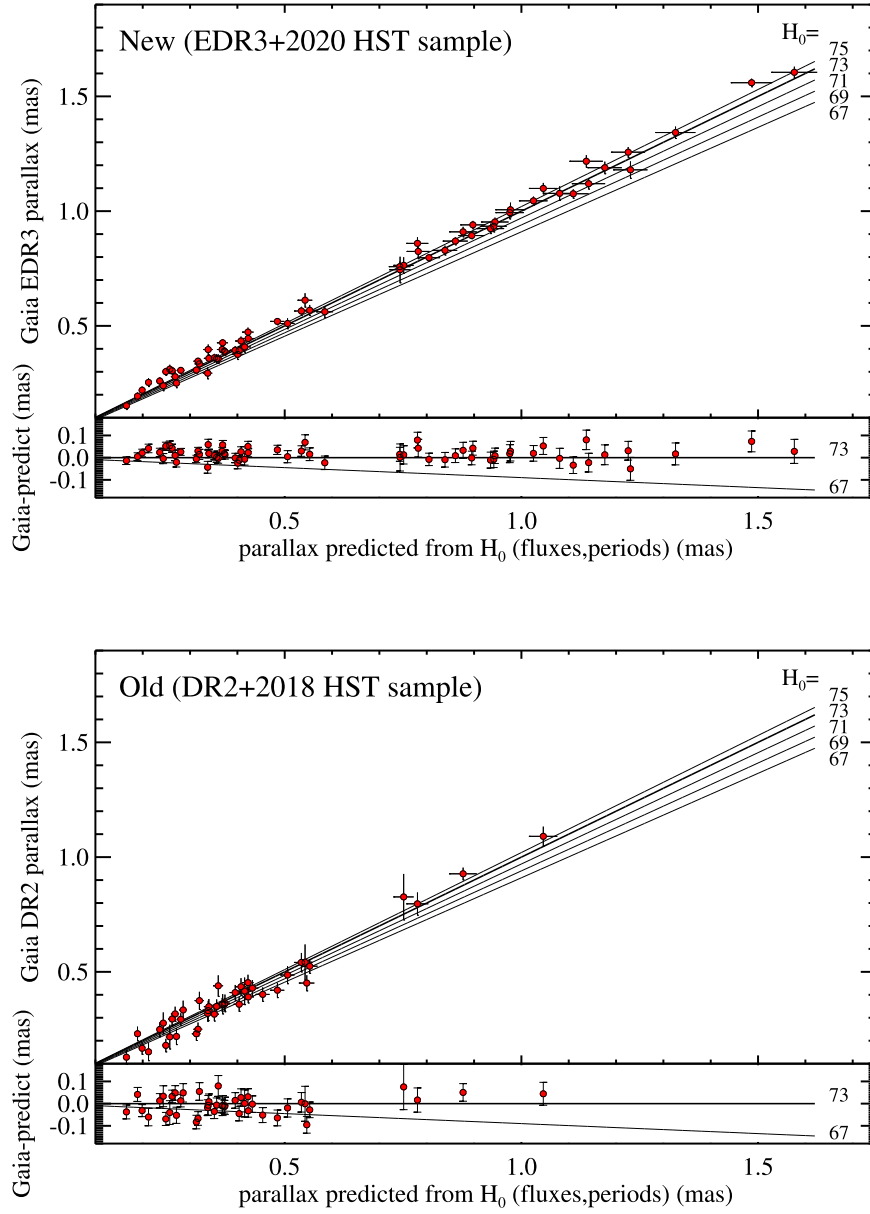 New (EDR3+2020 HST sample)
H0=
75
73
71
69
67
1.5
1.0
0.5
Gaia EDR3 parallax (mas)
0.1
0.0
-0.1
Gaia-predict (mas)
73
67
0.5 1.0 1.5
parallax predicted from H0 (fluxes,periods) (mas)
Old (DR2+2018 HST sample)
H0=
75
73
71
69
67
1.5
1.0
0.5
Gaia DR2 parallax (mas)
0.1
0.0
-0.1
Gaia-predict (mas)
73
67
0.5 1.0 1.5
parallax predicted from H0 (fluxes,periods) (mas)